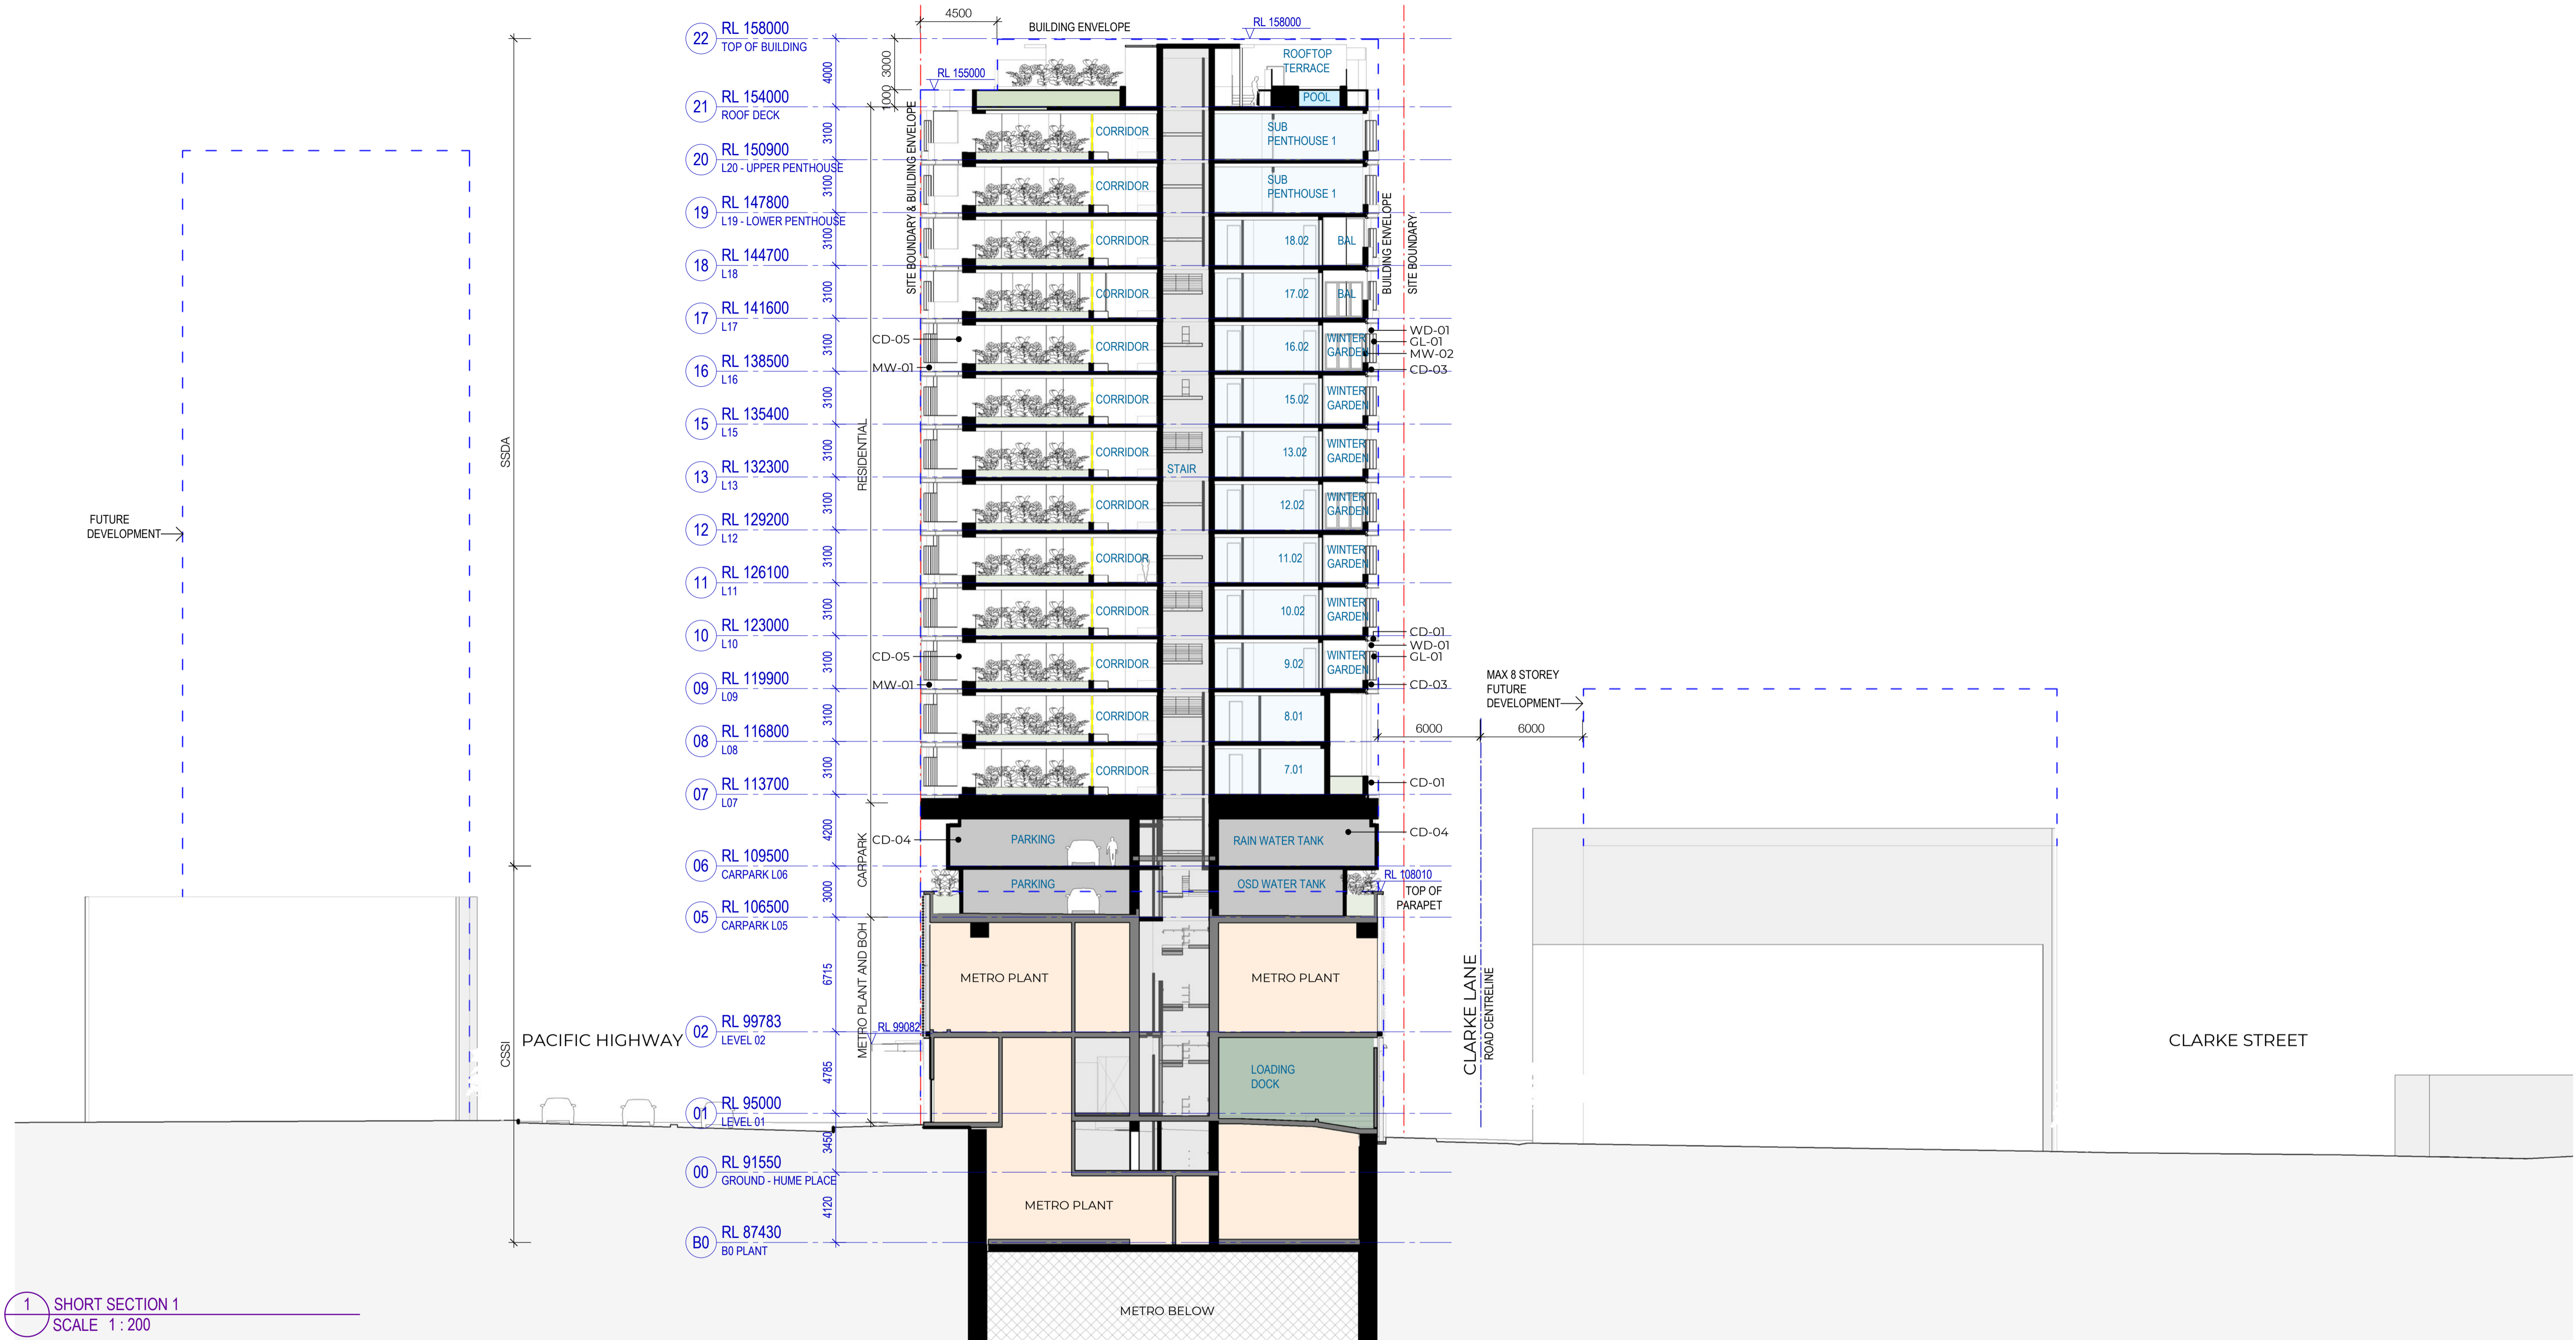 4500
BUILDING ENVELOPE
RL 158000
22 RL 158000
TOP OF BUILDING
4000
3000
1000
RL 155000
ROOFTOP
TERRACE
POOL
21 RL 154000
ROOF DECK
3100
CORRIDOR
SUB
PENTHOUSE 1
20 RL 150900
L20 - UPPER PENTHOUSE
3100
CORRIDOR
SUB
PENTHOUSE 1
19 RL 147800
L19 - LOWER PENTHOUSE
3100
CORRIDOR
18.02
BAL
18 RL 144700
L18
3100
CORRIDOR
17.02
BAL
SITE BOUNDARY & BUILDING ENVELOPE
BUILDING ENVELOPE
SITE BOUNDARY
17 RL 141600
L17
3100
CD-05
MW-01
CORRIDOR
16.02
WINTER
GARDEN
WD-01
GL-01
MW-02
CD-03
16 RL 138500
L16
3100
CORRIDOR
15.02
WINTER
GARDEN
15 RL 135400
L15
3100
CORRIDOR
13.02
WINTER
GARDEN
STAIR
RESIDENTIAL
SSDA
13 RL 132300
L13
3100
CORRIDOR
12.02
WINTER
GARDEN
FUTURE
DEVELOPMENT
12 RL 129200
L12
3100
CORRIDOR
11.02
WINTER
GARDEN
11 RL 126100
L11
3100
CORRIDOR
10.02
WINTER
GARDEN
10 RL 123000
L10
3100
CD-05
MW-01
CORRIDOR
9.02
WINTER
GARDEN
CD-01
WD-01
GL-01
CD-03
09 RL 119900
L09
3100
CORRIDOR
8.01
MAX 8 STOREY
FUTURE
DEVELOPMENT
6000
6000
08 RL 116800
L08
3100
CORRIDOR
7.01
CD-01
07 RL 113700
L07
4200
CARPARK
CD-04
PARKING
RAIN WATER TANK
CD-04
06 RL 109500
CARPARK L06
3000
PARKING
OSD WATER TANK
RL 108010
TOP OF
PARAPET
05 RL 106500
CARPARK L05
6715
METRO PLANT AND BOH
METRO PLANT
METRO PLANT
02 RL 99783
LEVEL 02
RL 99082
4785
CSSI
PACIFIC HIGHWAY
LOADING
DOCK
CLARKE LANE
ROAD CENTRELINE
CLARKE STREET
01 RL 95000
LEVEL 01
3450
00 RL 91550
GROUND - HUME PLACE
4120
METRO PLANT
B0 RL 87430
B0 PLANT
METRO BELOW
1 SHORT SECTION 1
SCALE 1 : 200